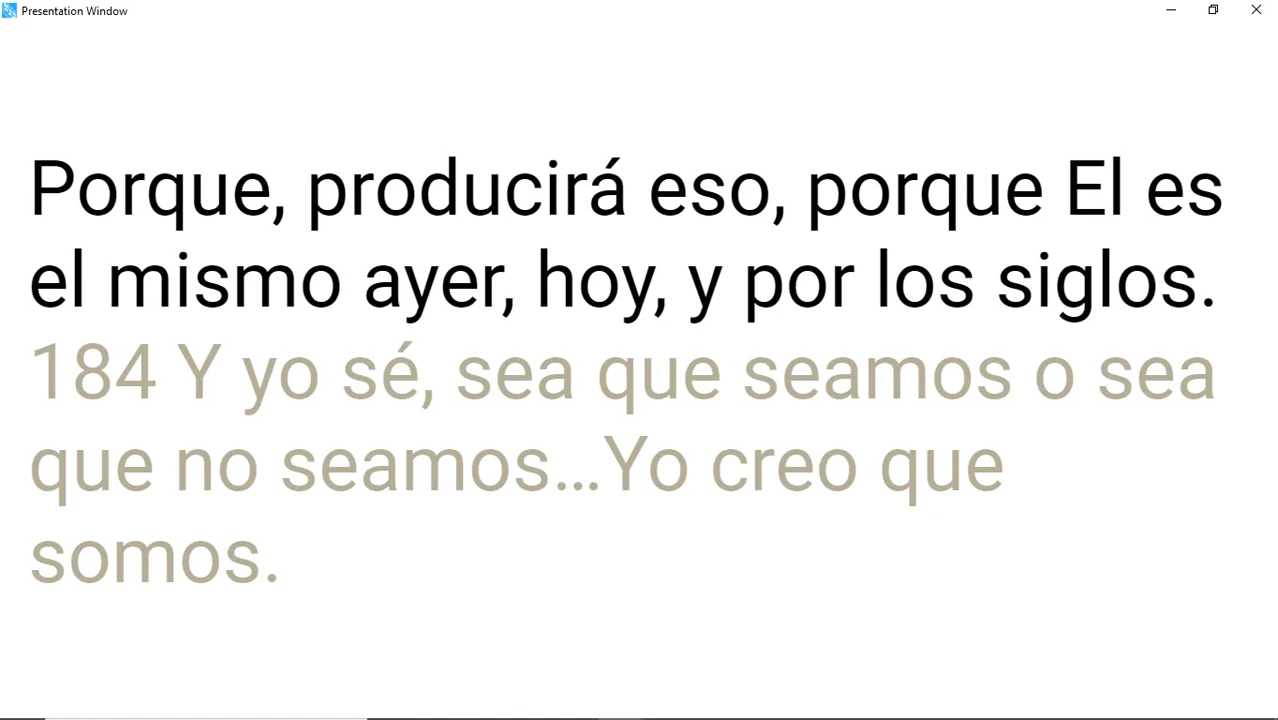 Presentation Window
Porque, producirá eso, porque El es
el mismo ayer, hoy, y por los siglos.
184 Y yo sé, sea que seamos o sea
que no seamos...Yo creo que
somos.